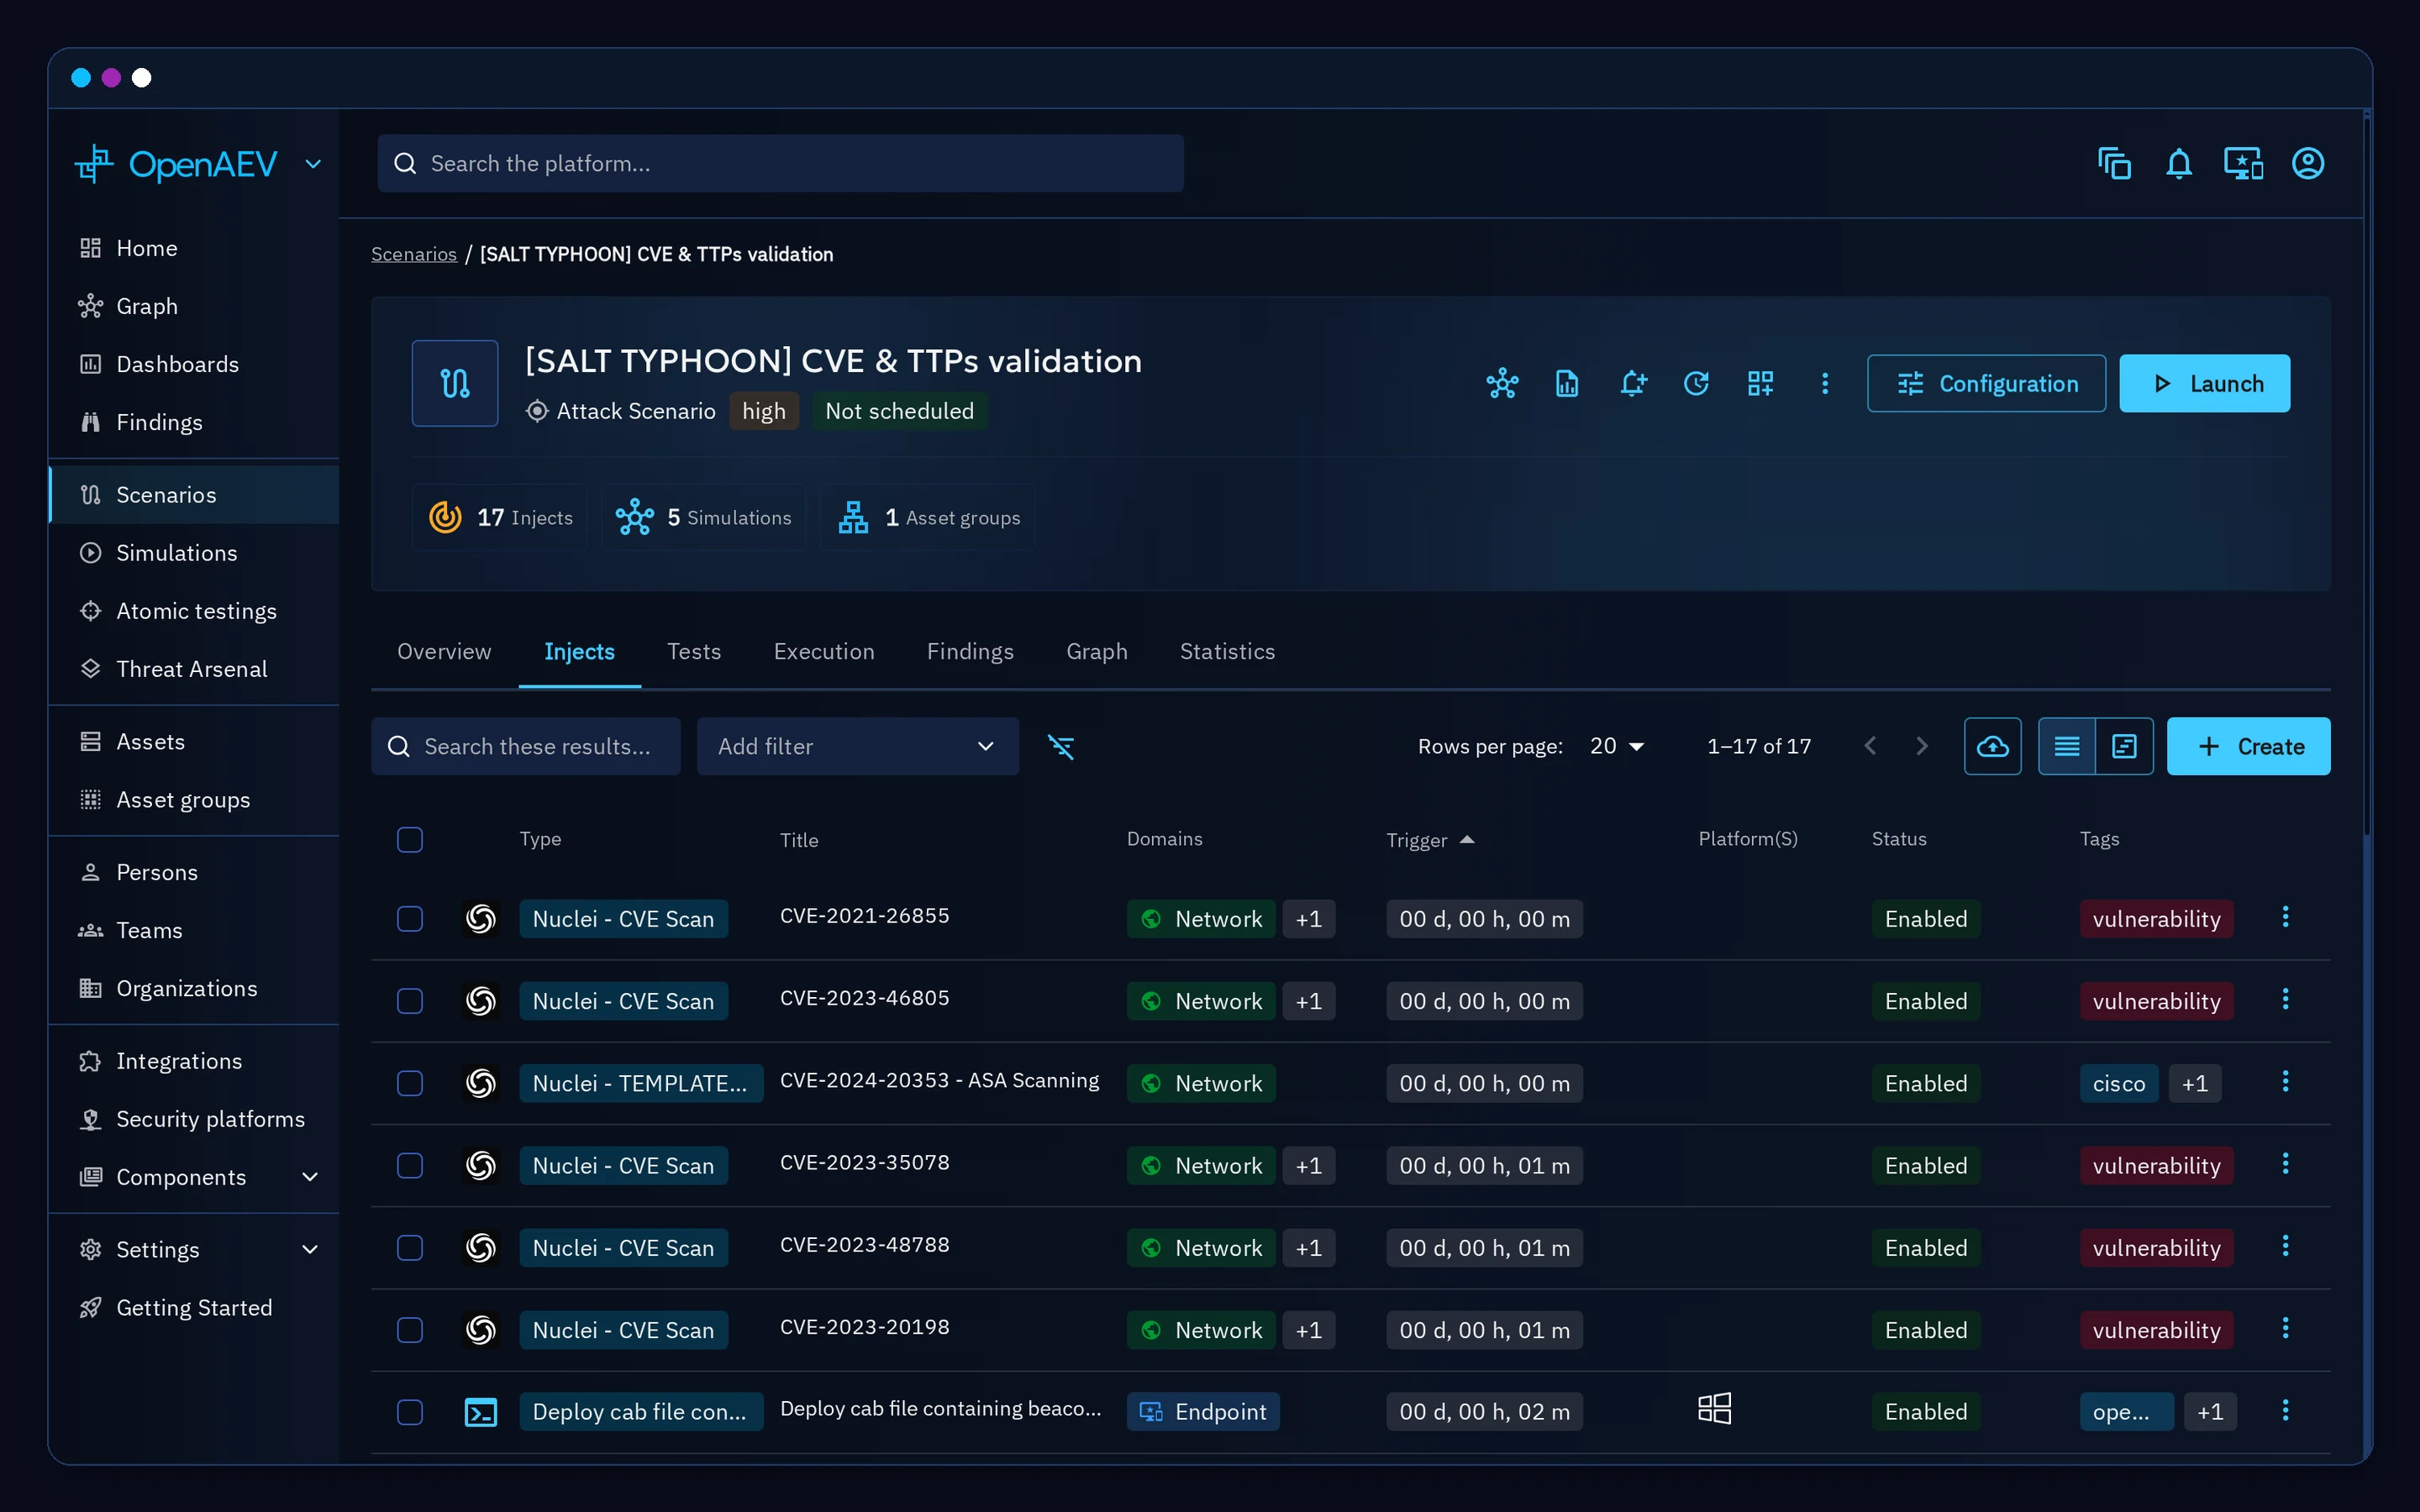 OpenAEV
Search the platform...
Home
Graph
Dashboards
Findings
Scenarios
Simulations
Atomic testings
Threat Arsenal
Assets
Asset groups
Persons
Teams
Organizations
Integrations
Security platforms
Components
Settings
Getting Started
Scenarios / [SALT TYPHOON] CVE & TTPs validation
[SALT TYPHOON] CVE & TTPs validation
Attack Scenario high Not scheduled
Configuration Launch
17 Injects 5 Simulations 1 Asset groups
Overview Injects Tests Execution Findings Graph Statistics
Search these results... Add filter Rows per page: 20 1–17 of 17 Create
Type Title Domains Trigger Platform(S) Status Tags
Nuclei - CVE Scan CVE-2021-26855 Network +1 00 d, 00 h, 00 m Enabled vulnerability
Nuclei - CVE Scan CVE-2023-46805 Network +1 00 d, 00 h, 00 m Enabled vulnerability
Nuclei - TEMPLATE... CVE-2024-20353 - ASA Scanning Network 00 d, 00 h, 00 m Enabled cisco +1
Nuclei - CVE Scan CVE-2023-35078 Network +1 00 d, 00 h, 01 m Enabled vulnerability
Nuclei - CVE Scan CVE-2023-48788 Network +1 00 d, 00 h, 01 m Enabled vulnerability
Nuclei - CVE Scan CVE-2023-20198 Network +1 00 d, 00 h, 01 m Enabled vulnerability
Deploy cab file con... Deploy cab file containing beaco... Endpoint 00 d, 00 h, 02 m Enabled ope... +1